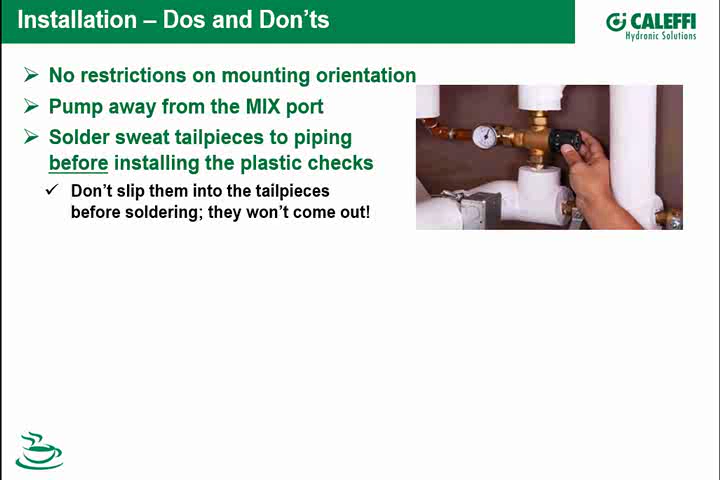 Installation – Dos and Don'ts
CALEFFI
Hydronic Solutions
No restrictions on mounting orientation
Pump away from the MIX port
Solder sweat tailpieces to piping
before installing the plastic checks
Don't slip them into the tailpieces
before soldering; they won't come out!